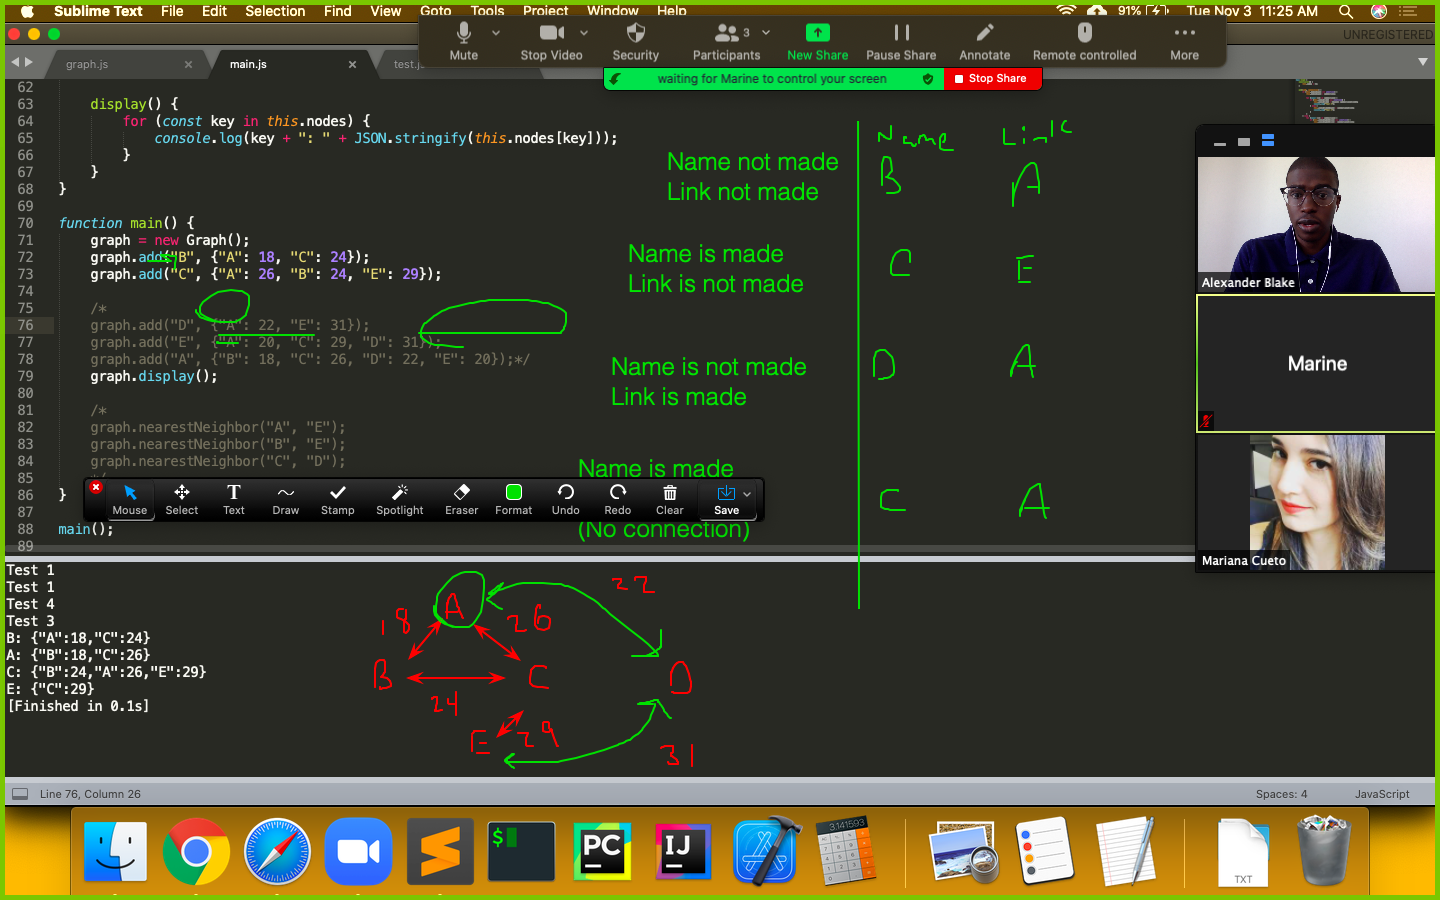 Sublime Text File Edit Selection Find View Goto Tools Project Window Help
91% Tue Nov 3 11:25 AM
UNREGISTERED
Mute Stop Video Security Participants 3 New Share Pause Share Annotate Remote controlled More
waiting for Marine to control your screen Stop Share
graph.js main.js test.js
62
63 display() {
64 for (const key in this.nodes) {
65 console.log(key + ": " + JSON.stringify(this.nodes[key]));
66 }
67 }
68 }
69
70 function main() {
71 graph = new Graph();
72 graph.add("B", {"A": 18, "C": 24});
73 graph.add("C", {"A": 26, "B": 24, "E": 29});
74
75 /*
76 graph.add("D", {"A": 22, "E": 31});
77 graph.add("E", {"A": 20, "C": 29, "D": 31});
78 graph.add("A", {"B": 18, "C": 26, "D": 22, "E": 20});*/
79 graph.display();
80
81 /*
82 graph.nearestNeighbor("A", "E");
83 graph.nearestNeighbor("B", "E");
84 graph.nearestNeighbor("C", "D");
85 */
86 }
87
88 main();
89
Name Link
Name not made
Link not made
B A
Name is made
Link is not made
C E
Name is not made
Link is made
D A
Name is made
(No connection)
C A
Alexander Blake
Marine
Mariana Cueto
Mouse Select Text Draw Stamp Spotlight Eraser Format Undo Redo Clear Save
Test 1
Test 1
Test 4
Test 3
B: {"A":18,"C":24}
A: {"B":18,"C":26}
C: {"B":24,"A":26,"E":29}
E: {"C":29}
[Finished in 0.1s]
22
A
18 26
B C D
24
E 29
31
Line 76, Column 26 Spaces: 4 JavaScript
$
PC
IJ
3.141593
TXT